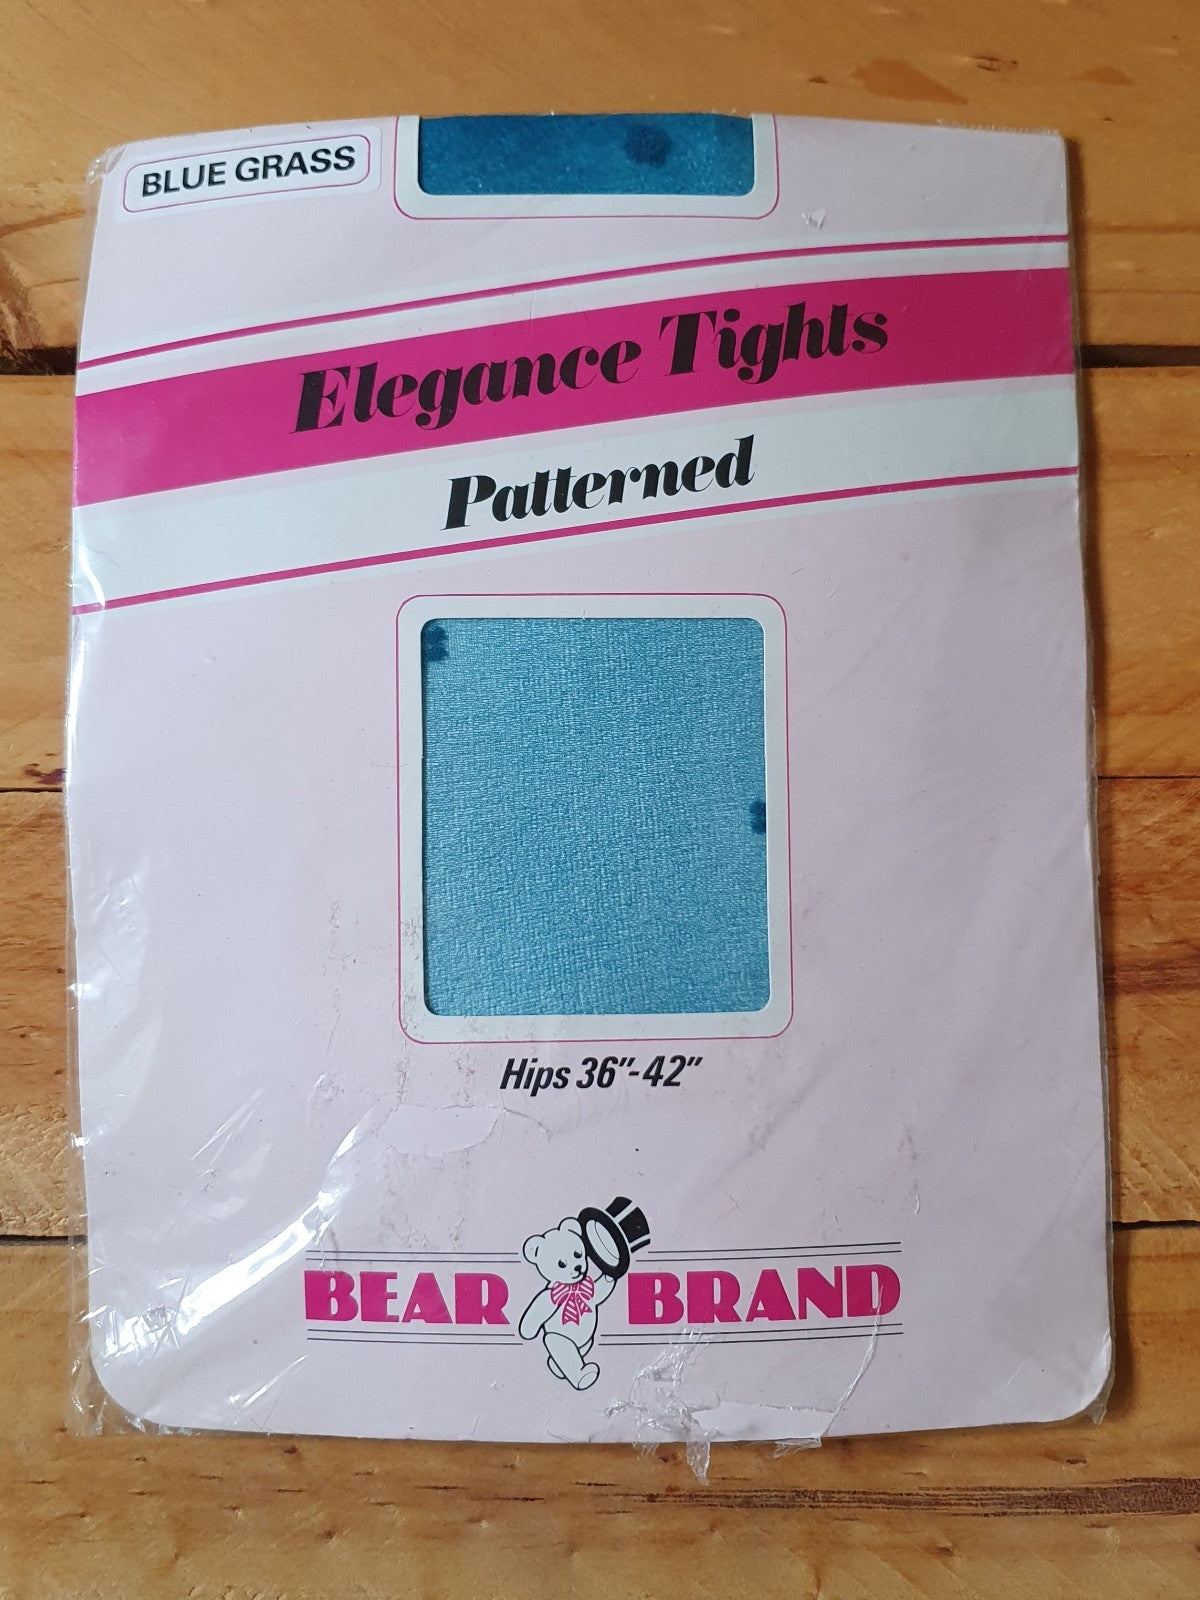 BLUE GRASS
Elegance Tights
Patterned
Hips 36"-42"
BEAR BRAND